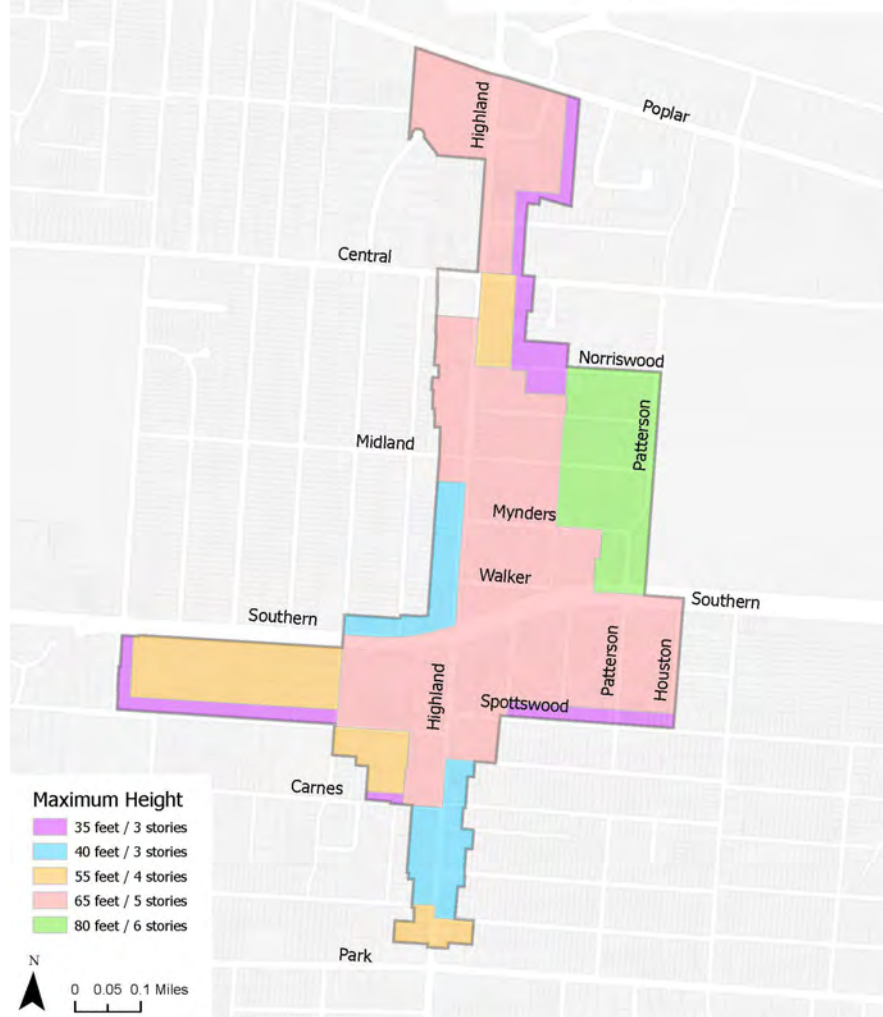 Highland
Poplar
Central
Norriswood
Patterson
Midland
Mynders
Walker
Southern
Southern
Patterson
Houston
Highland
Spottswood
Carnes
Maximum Height
35 feet / 3 stories
40 feet / 3 stories
55 feet / 4 stories
65 feet / 5 stories
80 feet / 6 stories
Park
N
0 0.05 0.1 Miles